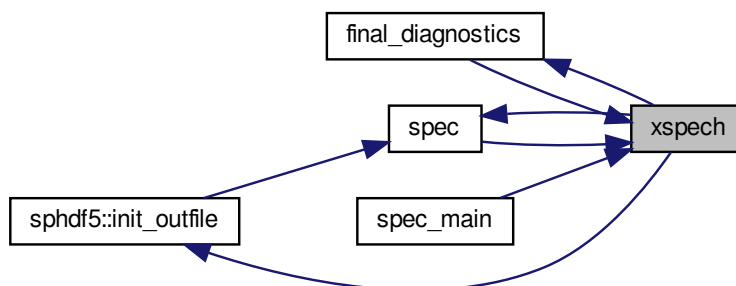 final_diagnostics
spec
xspech
sphdf5::init_outfile
spec_main